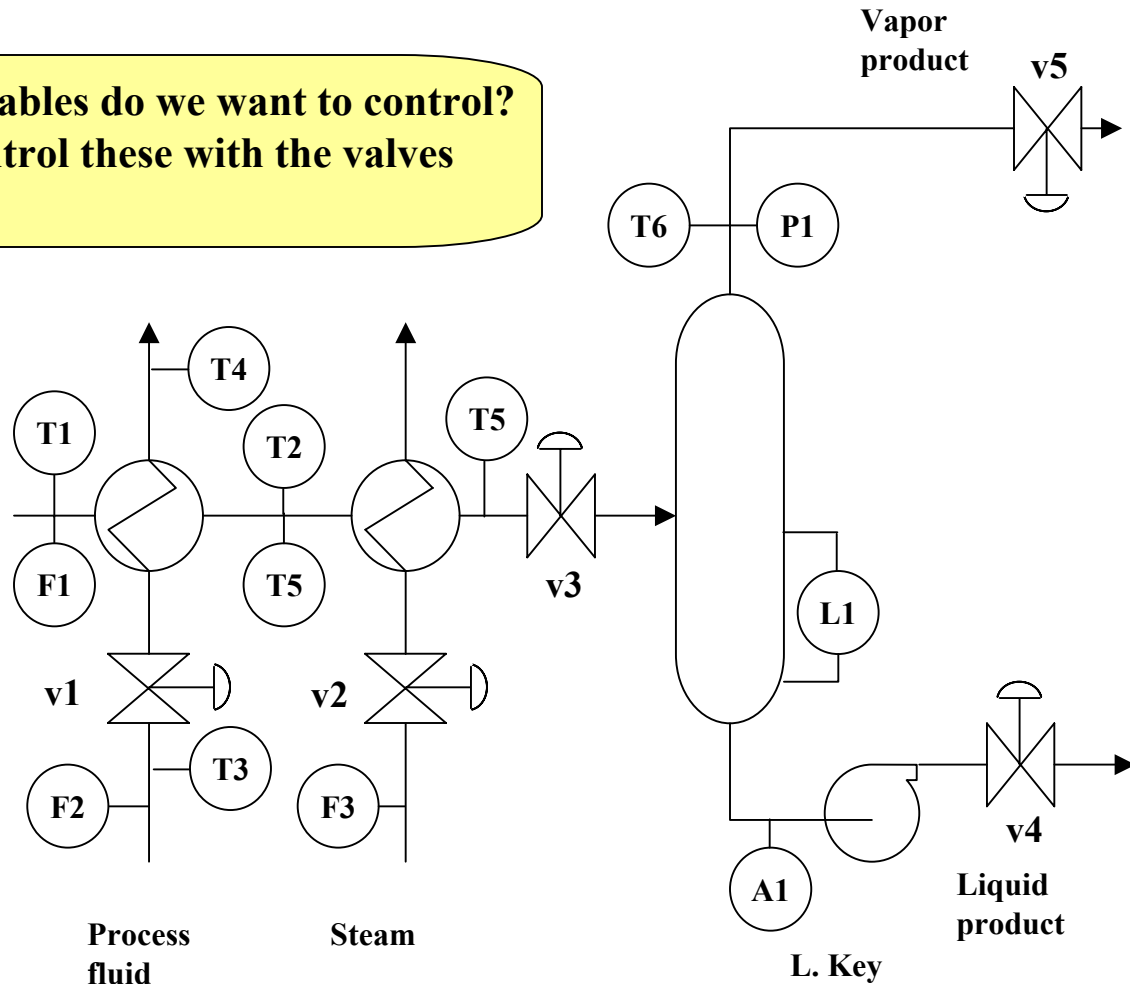 Vapor
product
v5
ables do we want to control?
ntrol these with the valves
T6
P1
T4
T1
T2
T5
F1
T5
v3
L1
v1
v2
T3
F2
F3
v4
A1
Liquid
product
Process
fluid
Steam
L. Key